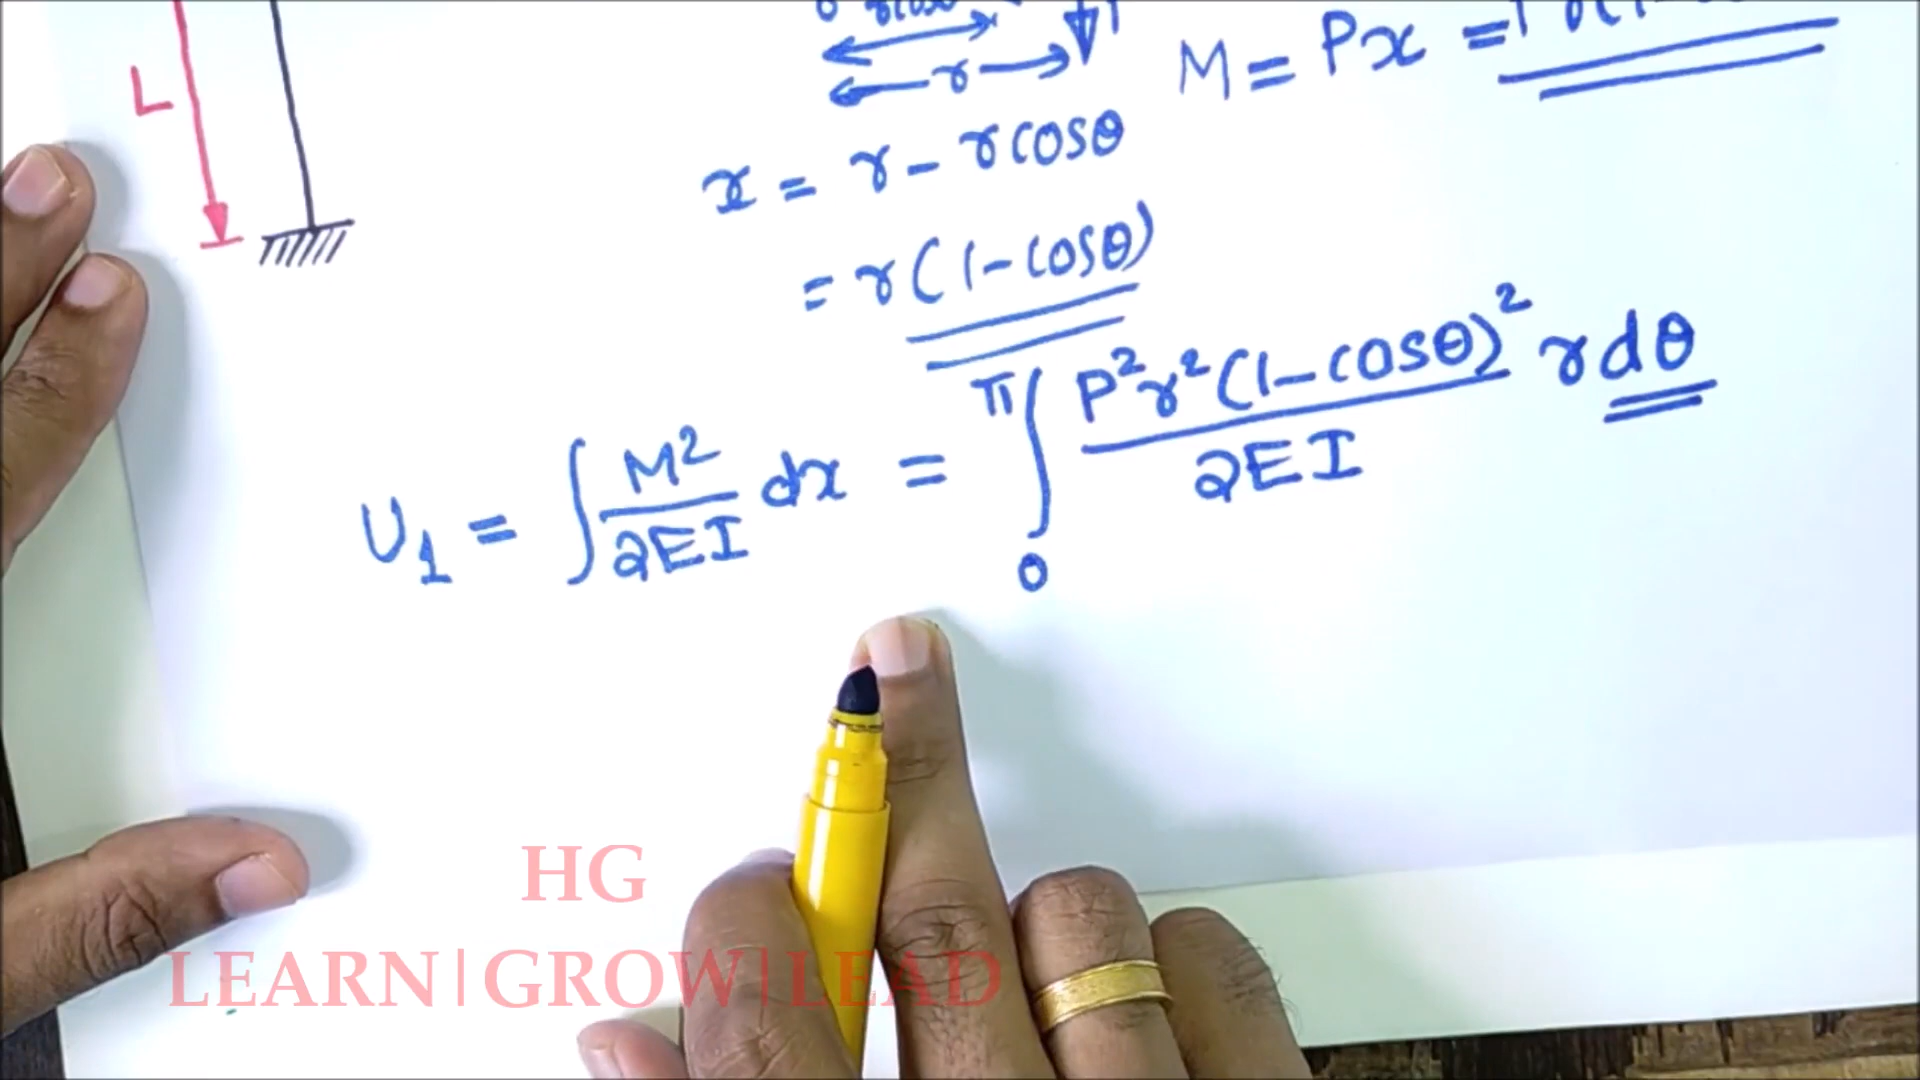 L
r
M = Px =
x = r - r cosθ
= r(1-cosθ)
U₁ = ∫ M²/2EI dx = ∫₀^π P²r²(1-cosθ)²/2EI r dθ
HG
LEARN|GROW|LEAD